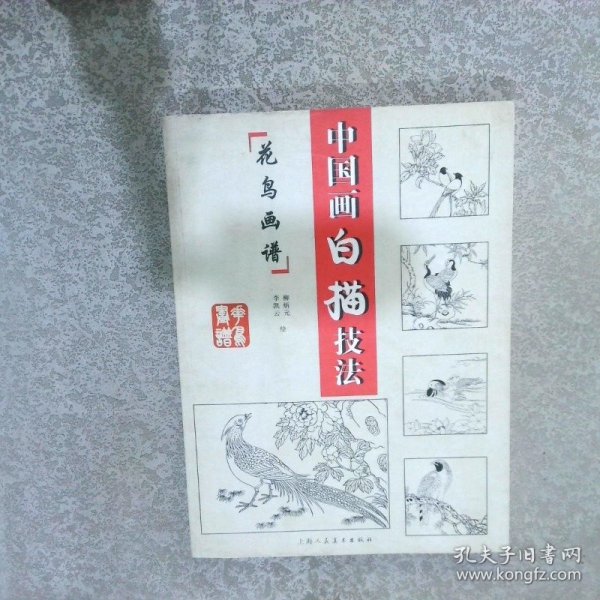 中国画白描技法
「花鸟画谱」
柳炳元
李凯云
绘
花鸟
画谱
上海人民美术出版社
孔夫子旧书网
www.kongfz.com